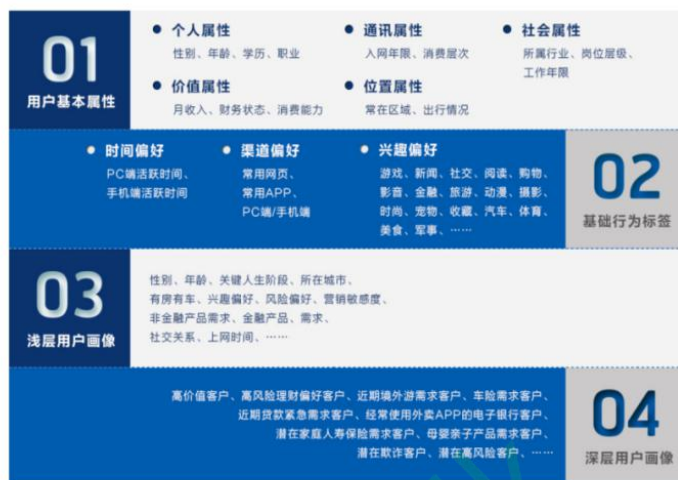 01
用户基本属性
个人属性
性别、年龄、学历、职业
通讯属性
入网年限、消费层次
社会属性
所属行业、岗位层级、
工作年限
价值属性
月收入、财务状态、消费能力
位置属性
常在区域、出行情况
时间偏好
PC端活跃时间、
手机端活跃时间
渠道偏好
常用网页、
常用APP、
PC端/手机端
兴趣偏好
游戏、新闻、社交、阅读、购物、
影音、金融、旅游、动漫、摄影、
时尚、宠物、收藏、汽车、体育、
美食、军事、……
02
基础行为标签
03
浅层用户画像
性别、年龄、关键人生阶段、所在城市、
有房有车、兴趣偏好、风险偏好、营销敏感度、
非金融产品需求、金融产品、需求、
社交关系、上网时间、……
高价值客户、高风险理财偏好客户、近期境外游需求客户、车险需求客户、
近期贷款紧急需求客户、经常使用外卖APP的电子银行客户、
潜在家庭人寿保险需求客户、母婴亲子产品需求客户、
潜在欺诈客户、潜在高风险客户、……
04
深层用户画像